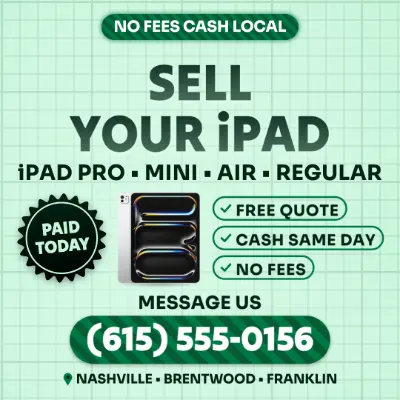 NO FEES CASH LOCAL
SELL
YOUR iPAD
iPAD PRO ▪ MINI ▪ AIR ▪ REGULAR
PAID
TODAY
FREE QUOTE
CASH SAME DAY
NO FEES
MESSAGE US
(615) 555-0156
NASHVILLE ▪ BRENTWOOD ▪ FRANKLIN